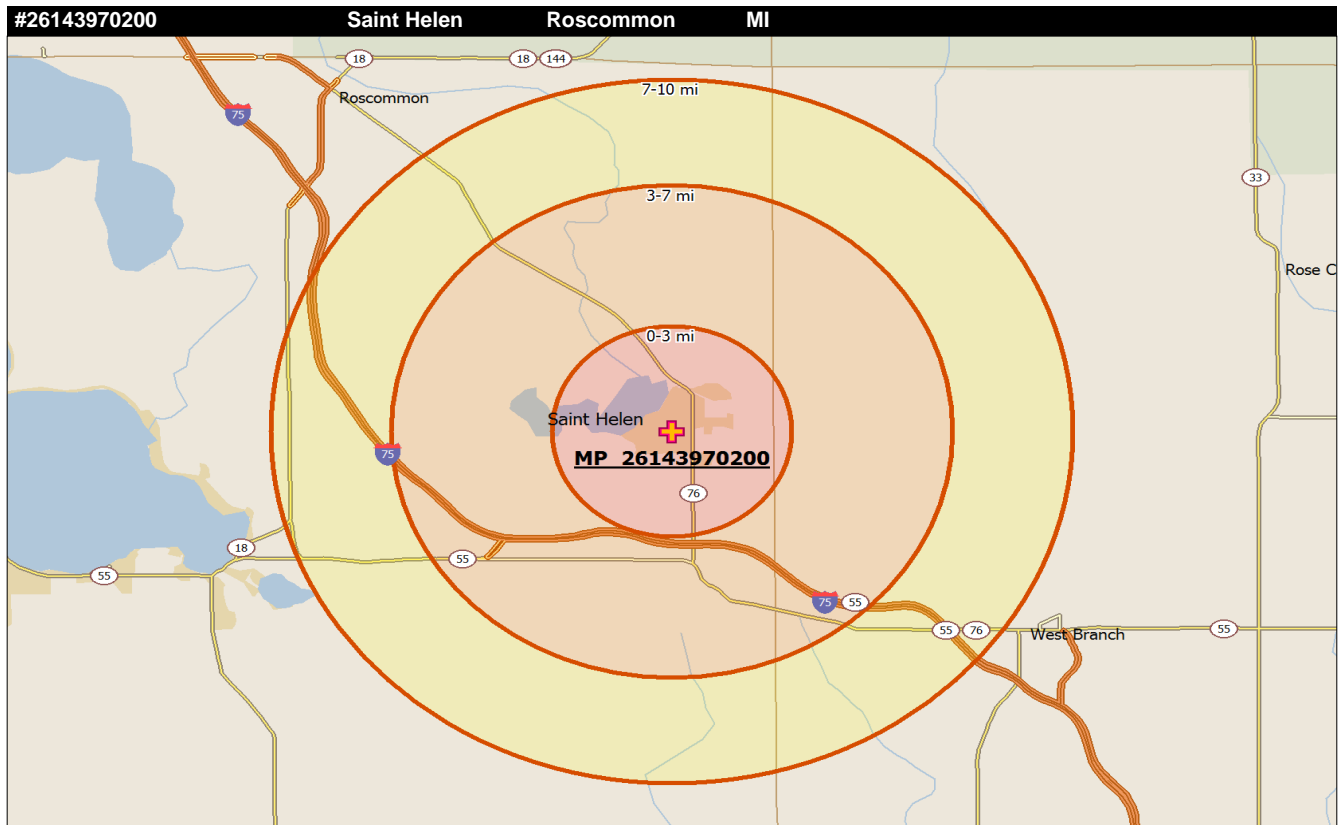 #26143970200 Saint Helen Roscommon MI
18
18 144
7-10 mi
Roscommon
75
33
3-7 mi
Rose C
0-3 mi
Saint Helen
75
MP 26143970200
76
18
55
55
75 55
55 76
West Branch
55